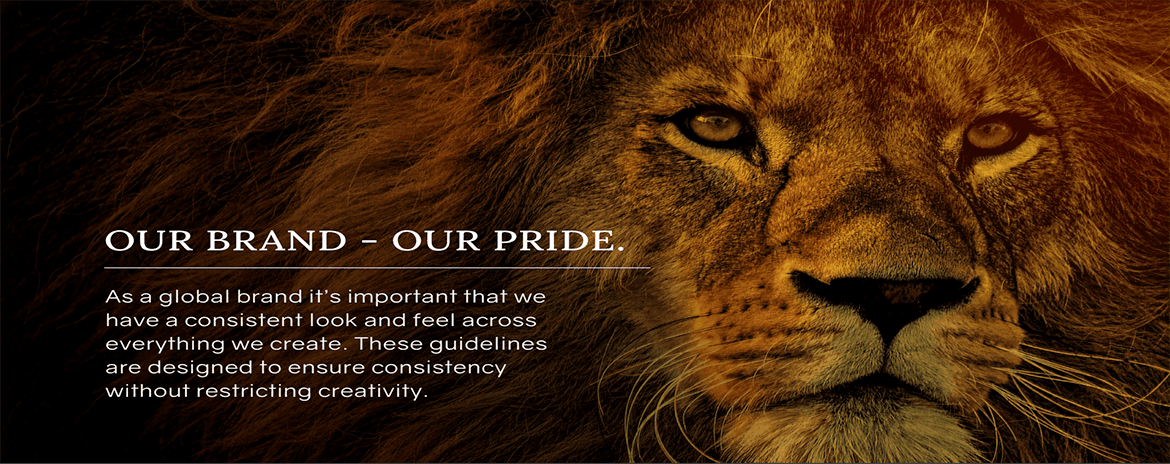 OUR BRAND – OUR PRIDE.
As a global brand it's important that we
have a consistent look and feel across
everything we create. These guidelines
are designed to ensure consistency
without restricting creativity.